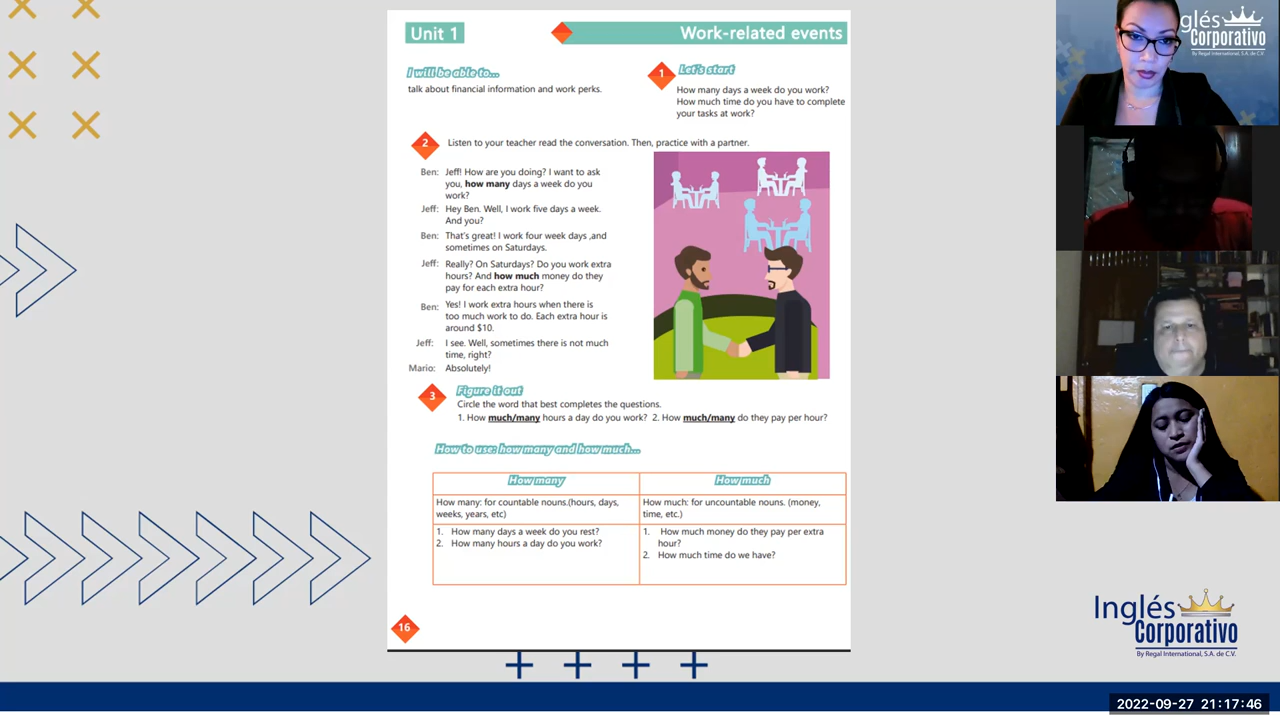 Unit 1
Work-related events
I will be able to...
talk about financial information and work perks.
1
Let's start
How many days a week do you work?
How much time do you have to complete
your tasks at work?
2
Listen to your teacher read the conversation. Then, practice with a partner.
Ben: Jeff! How are you doing? I want to ask
you, how many days a week do you
work?
Jeff: Hey Ben. Well, I work five days a week.
And you?
Ben: That's great! I work four week days ,and
sometimes on Saturdays.
Jeff: Really? On Saturdays? Do you work extra
hours? And how much money do they
pay for each extra hour?
Ben: Yes! I work extra hours when there is
too much work to do. Each extra hour is
around $10.
Jeff: I see. Well, sometimes there is not much
time, right?
Mario: Absolutely!
3
Figure it out
Circle the word that best completes the questions.
1. How much/many hours a day do you work? 2. How much/many do they pay per hour?
How to use: how many and how much...
How many
How many: for countable nouns.(hours, days,
weeks, years, etc)
1. How many days a week do you rest?
2. How many hours a day do you work?
How much
How much: for uncountable nouns. (money,
time, etc.)
1. How much money do they pay per extra
hour?
2. How much time do we have?
16
glés
Corporativo
By Regal International, S.A. de C.V.
Inglés
Corporativo
By Regal International, S.A. de C.V.
2022-09-27 21:17:46